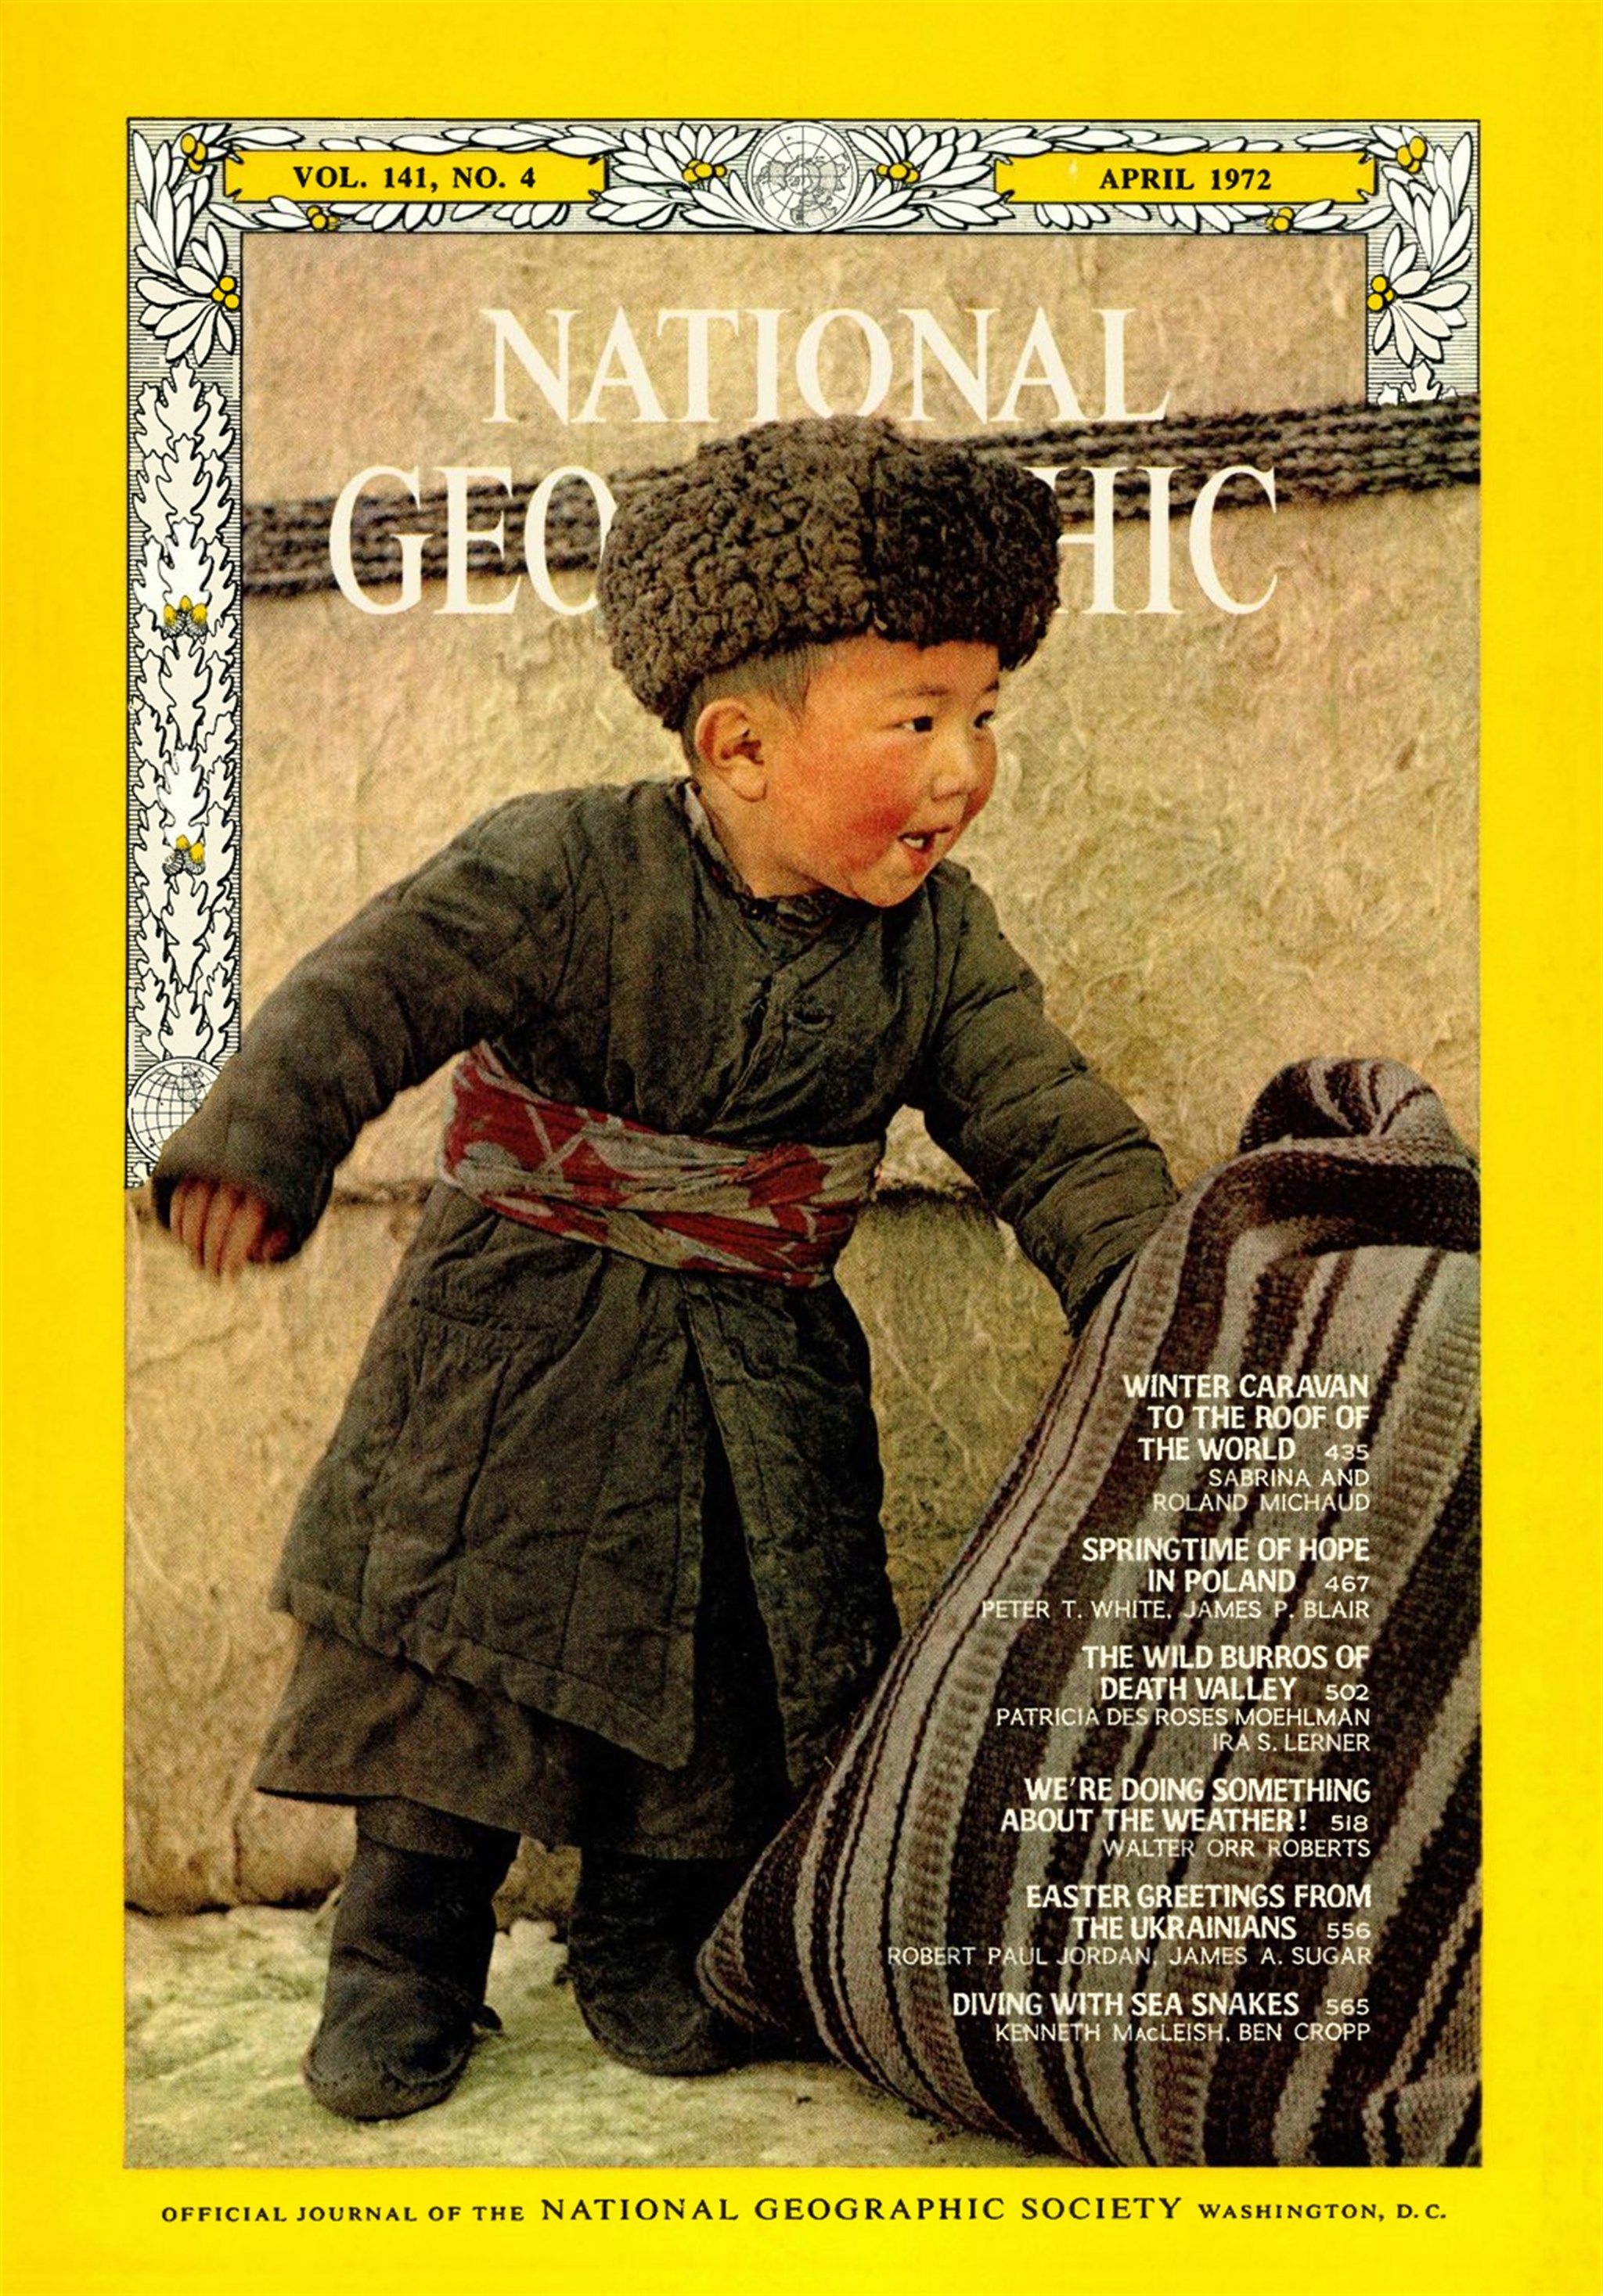 VOL. 141, NO. 4
APRIL 1972
NATIONAL
GEO HIC
WINTER CARAVAN
TO THE ROOF OF
THE WORLD 435
SABRINA AND
ROLAND MICHAUD
SPRINGTIME OF HOPE
IN POLAND 467
PETER T. WHITE, JAMES P. BLAIR
THE WILD BURROS OF
DEATH VALLEY 502
PATRICIA DES ROSES MOEHLMAN
IRA S. LERNER
WE'RE DOING SOMETHING
ABOUT THE WEATHER! 518
WALTER ORR ROBERTS
EASTER GREETINGS FROM
THE UKRAINIANS 556
ROBERT PAUL JORDAN, JAMES A. SUGAR
DIVING WITH SEA SNAKES 565
KENNETH MACLEISH, BEN CROPP
OFFICIAL JOURNAL OF THE NATIONAL GEOGRAPHIC SOCIETY WASHINGTON, D.C.